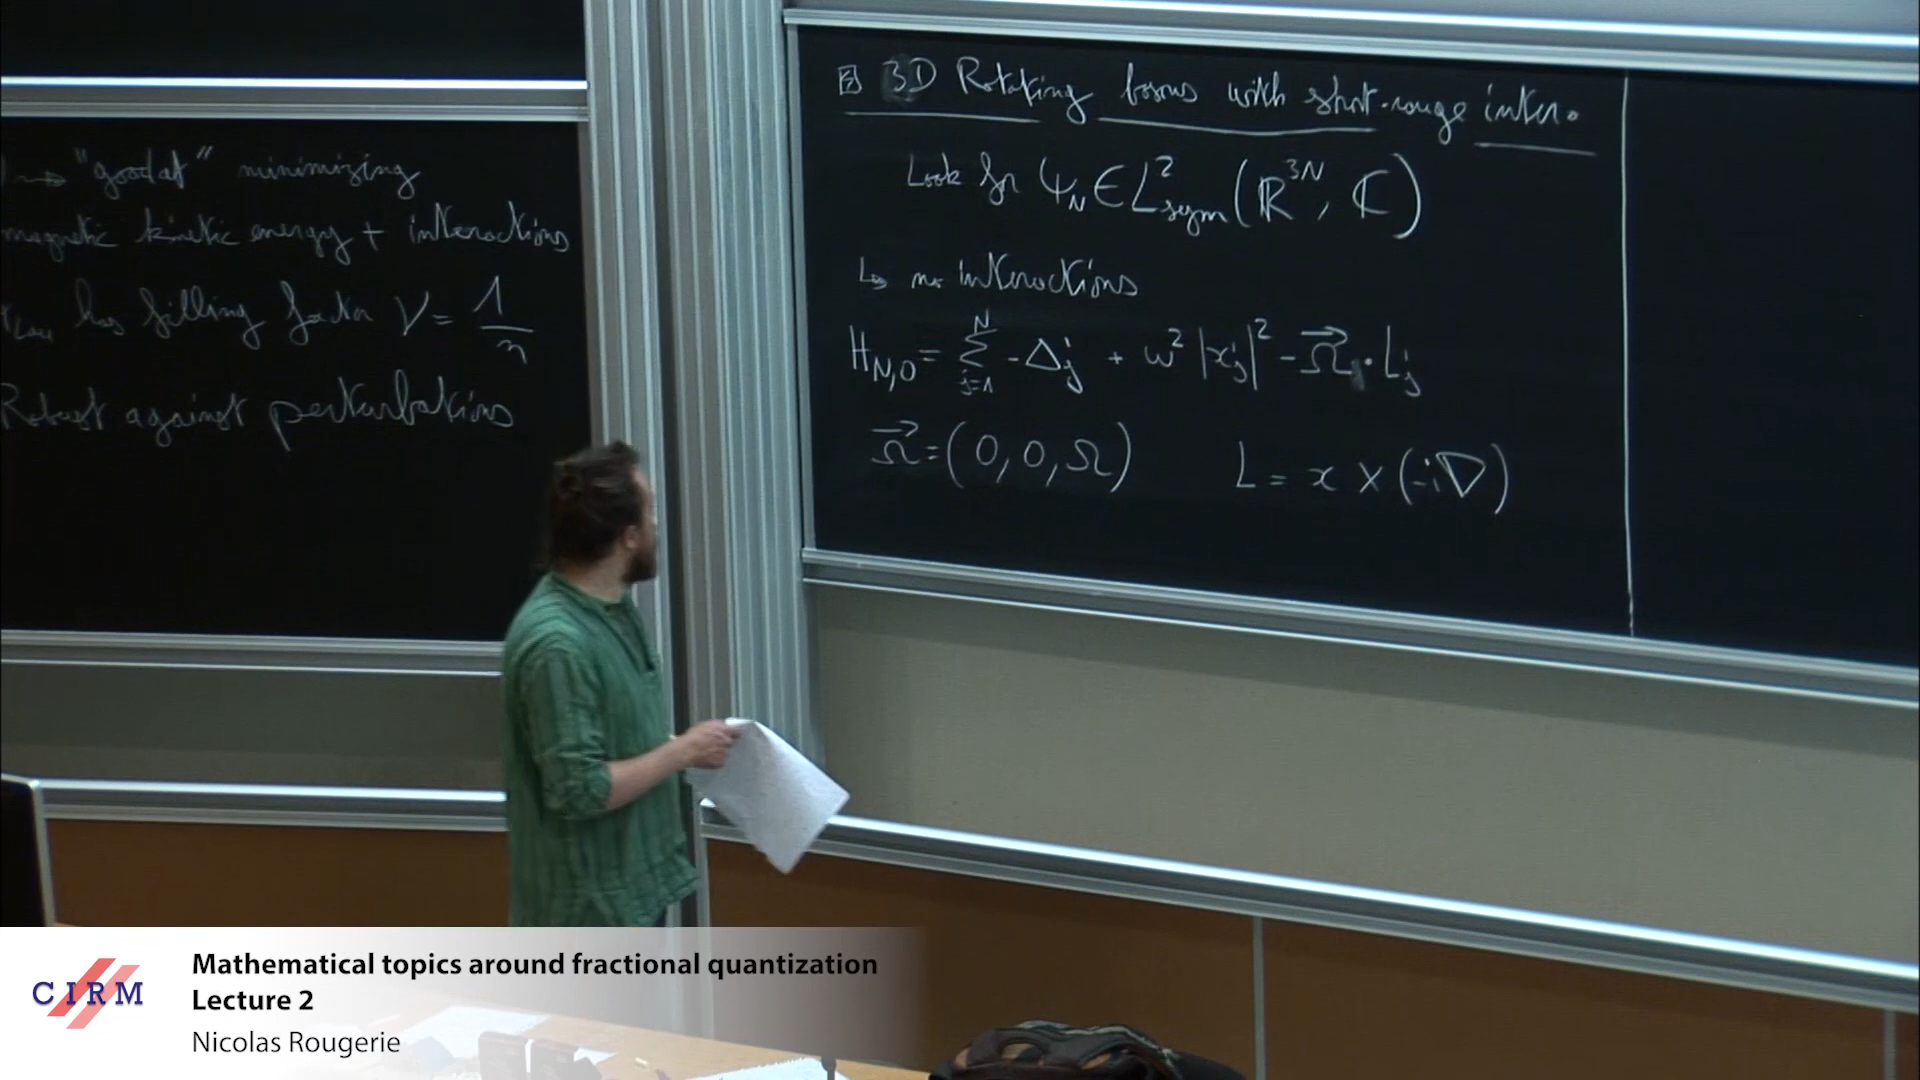 → "good at" minimizing
magnetic kinetic energy + interactions
has filling factor ν = 1/n
Robust against perturbations
3D Rotating bosons with short-range inter.
Look for Ψ_N ∈ L²_sym (ℝ^{3N}, ℂ)
↳ no interactions
H_{N,0} = Σ_{j=1}^{N} -Δ_j + ω² |x_j|² - Ω⃗ · L_j
Ω⃗ = (0, 0, Ω) L = x × (-i∇)
CIRM
Mathematical topics around fractional quantization
Lecture 2
Nicolas Rougerie